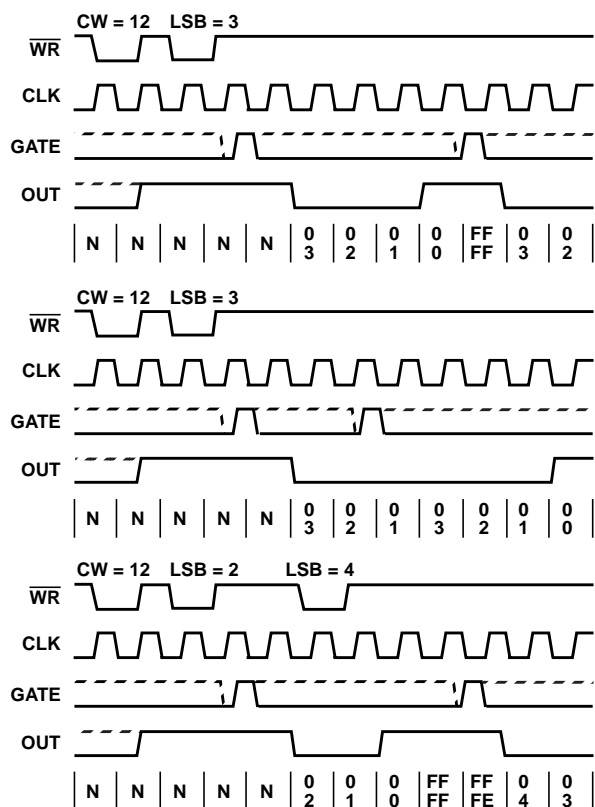 CW = 12 LSB = 3
WR
CLK
GATE
OUT
N N N N N 0 0 0 0 FF 0 0
3 2 1 0 FF 3 2
CW = 12 LSB = 3
WR
CLK
GATE
OUT
N N N N N 0 0 0 0 0 0 0
3 2 1 3 2 1 0
CW = 12 LSB = 2 LSB = 4
WR
CLK
GATE
OUT
N N N N N 0 0 0 FF FF 0 0
2 1 0 FF FE 4 3